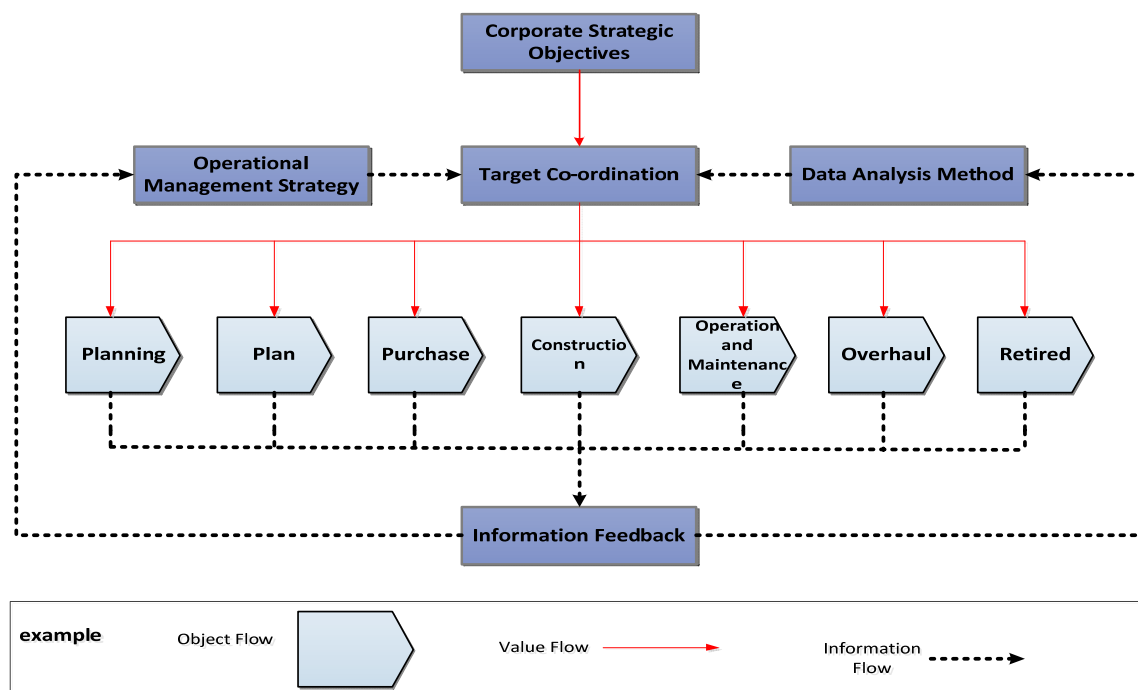 Corporate Strategic
Objectives
Operational
Management Strategy
Target Co-ordination
Data Analysis Method
Planning
Plan
Purchase
Constructio
n
Operation
and
Maintenanc
e
Overhaul
Retired
Information Feedback
example
Object Flow
Value Flow
Information
Flow